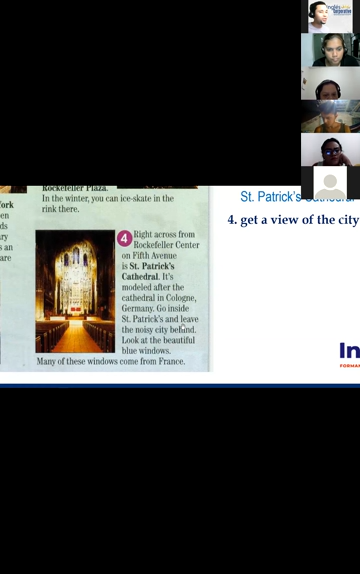 Rockefeller Plaza.
In the winter, you can ice-skate in the
rink there.
4 Right across from
Rockefeller Center
on Fifth Avenue
is St. Patrick's
Cathedral. It's
modeled after the
cathedral in Cologne,
Germany. Go inside
St. Patrick's and leave
the noisy city behind.
Look at the beautiful
blue windows.
Many of these windows come from France.
St. Patrick's Cathedral
4. get a view of the city